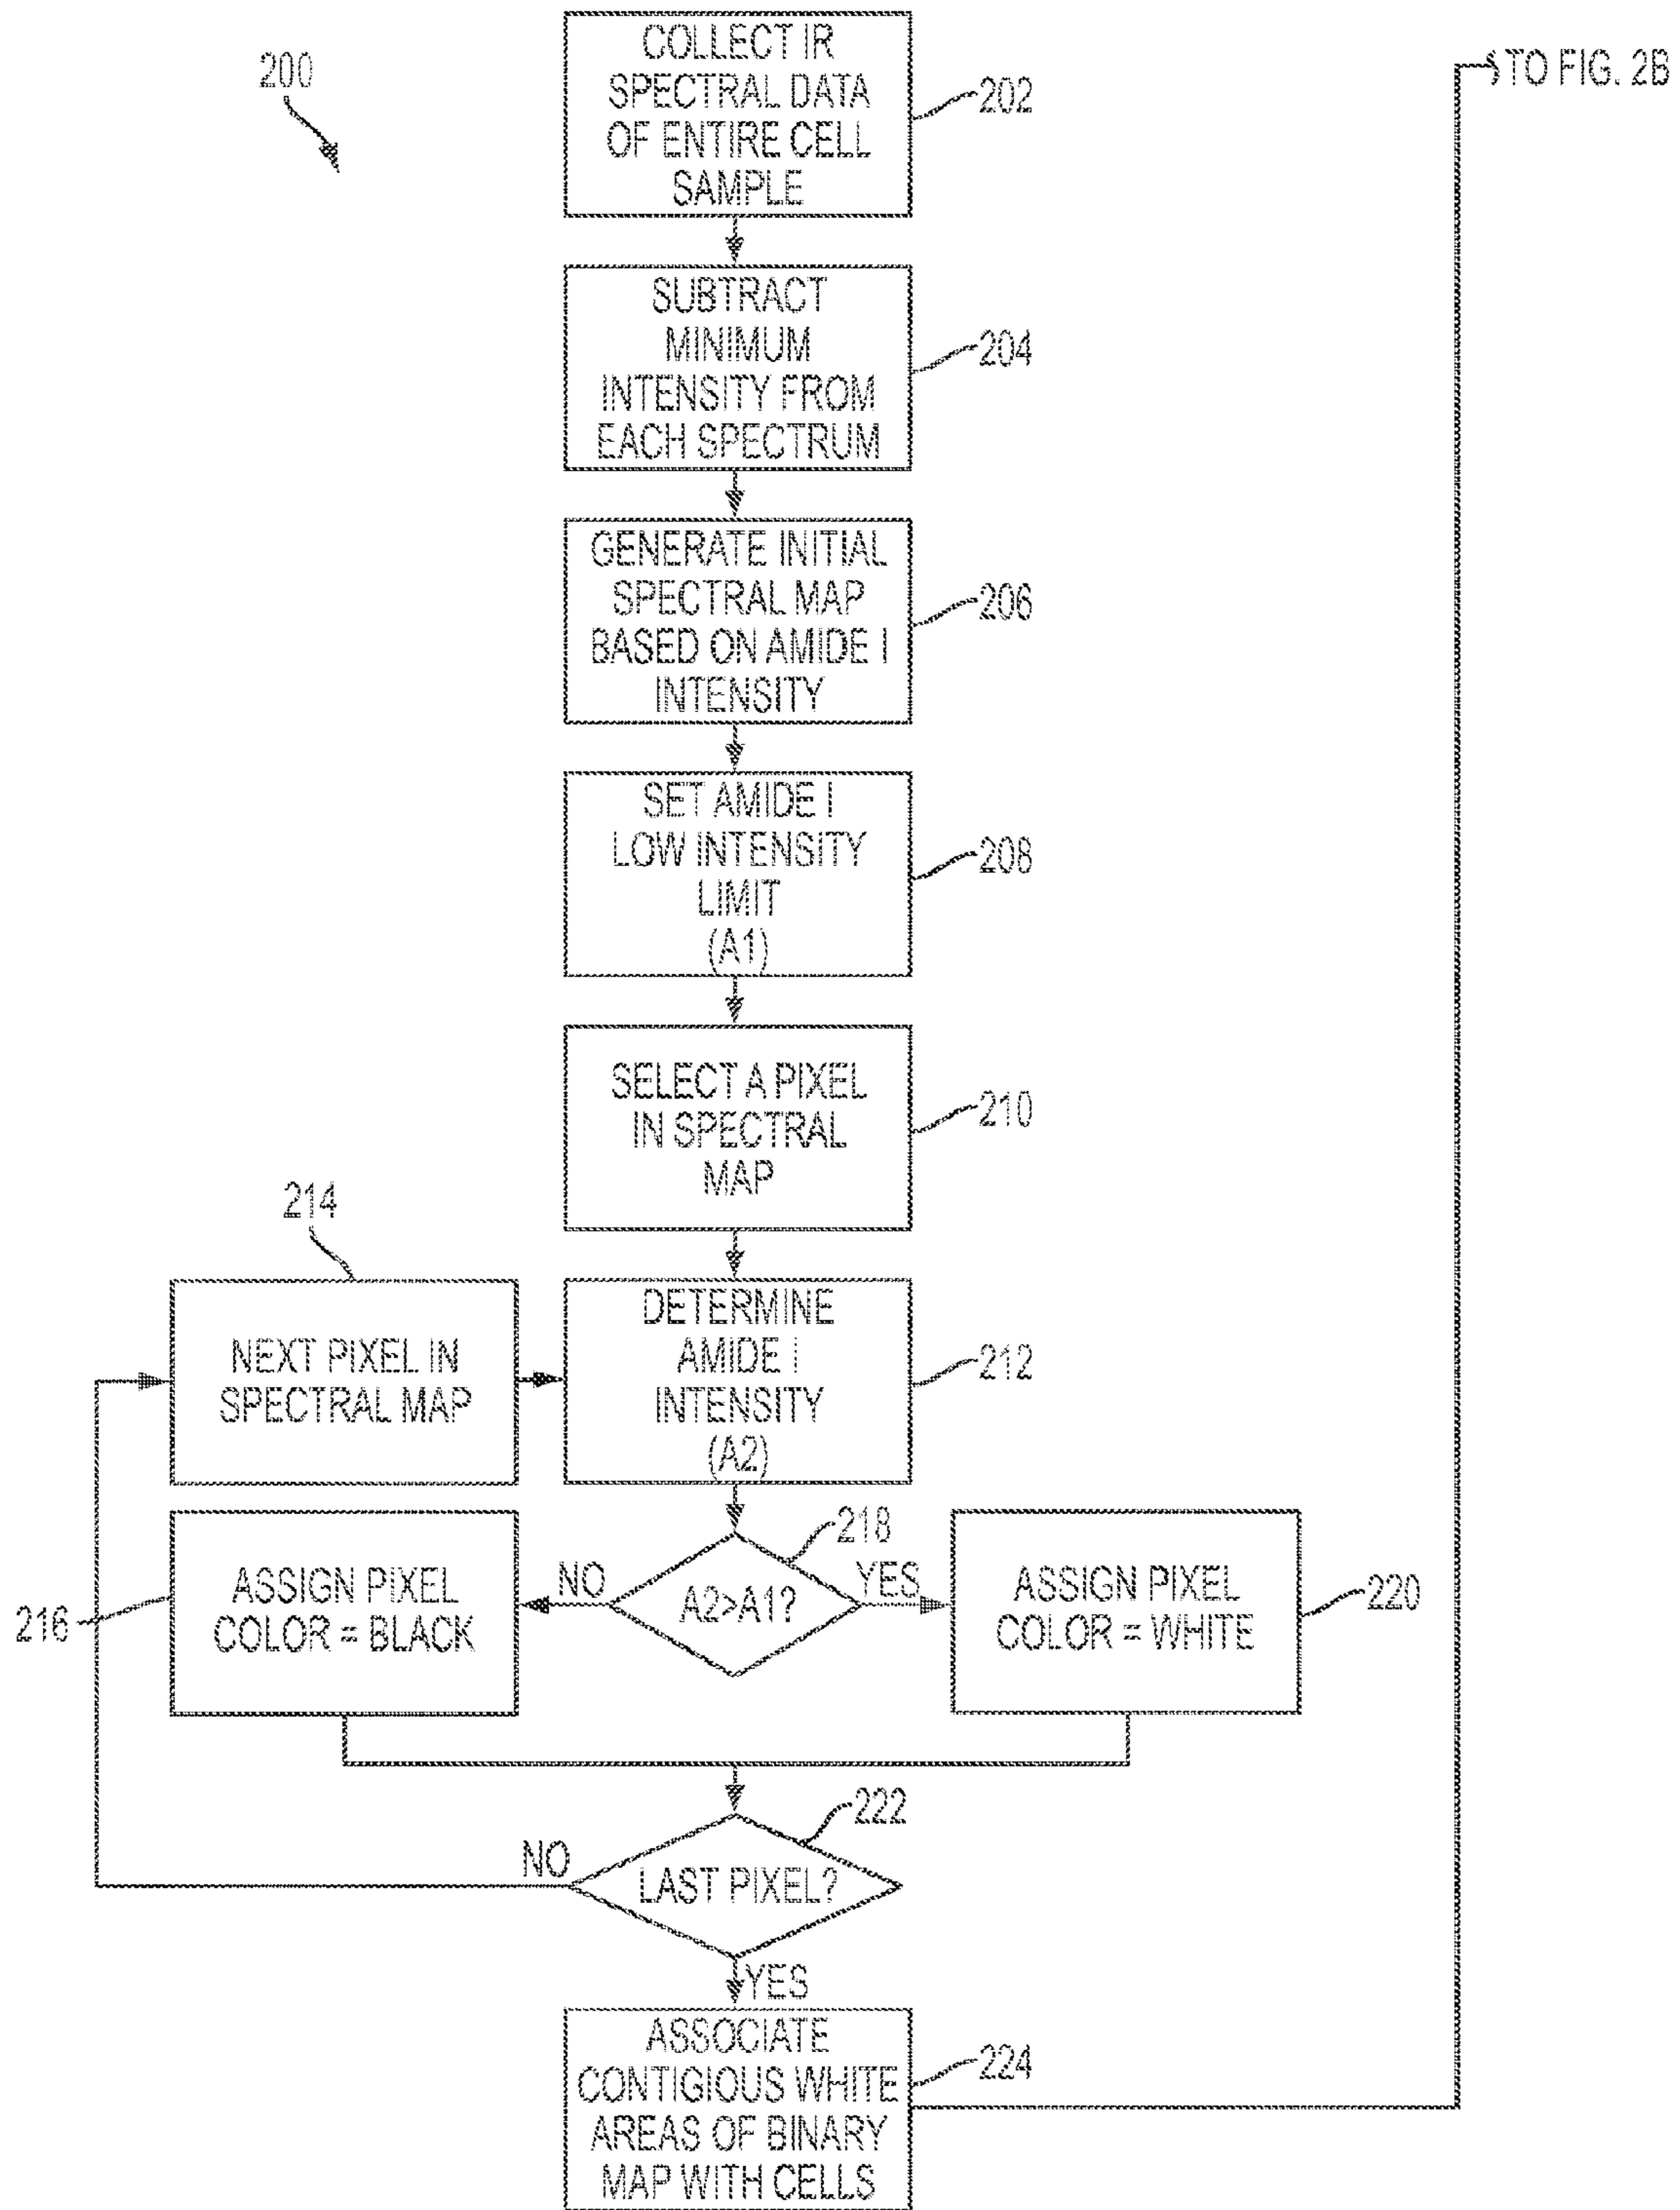 200
COLLECT IR
SPECTRAL DATA
OF ENTIRE CELL
SAMPLE
202
TO FIG. 2B
SUBTRACT
MINIMUM
INTENSITY FROM
EACH SPECTRUM
204
GENERATE INITIAL
SPECTRAL MAP
BASED ON AMIDE I
INTENSITY
206
SET AMIDE I
LOW INTENSITY
LIMIT
(A1)
208
SELECT A PIXEL
IN SPECTRAL
MAP
210
214
NEXT PIXEL IN
SPECTRAL MAP
DETERMINE
AMIDE I
INTENSITY
(A2)
212
216
ASSIGN PIXEL
COLOR = BLACK
NO
A2>A1?
218
YES
ASSIGN PIXEL
COLOR = WHITE
220
222
NO
LAST PIXEL?
YES
ASSOCIATE
CONTIGIOUS WHITE
AREAS OF BINARY
MAP WITH CELLS
224